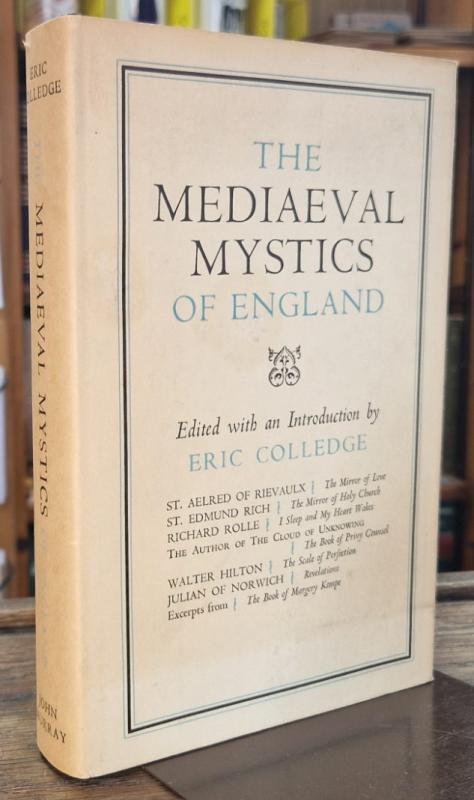 THE
MEDIAEVAL
MYSTICS
OF ENGLAND
Edited with an Introduction by
ERIC COLLEDGE
ST. AELRED OF RIEVAULX { The Mirror of Love
ST. EDMUND RICH { The Mirror of Holy Church
RICHARD ROLLE { I Sleep and My Heart Wakes
THE AUTHOR OF THE CLOUD OF UNKNOWING
{ The Book of Privy Counsel
WALTER HILTON { The Scale of Perfection
JULIAN OF NORWICH { Revelations
Excerpts from { The Book of Margery Kempe
ERIC
COLLEDGE
THE
MEDIAEVAL MYSTICS
JOHN
MURRAY